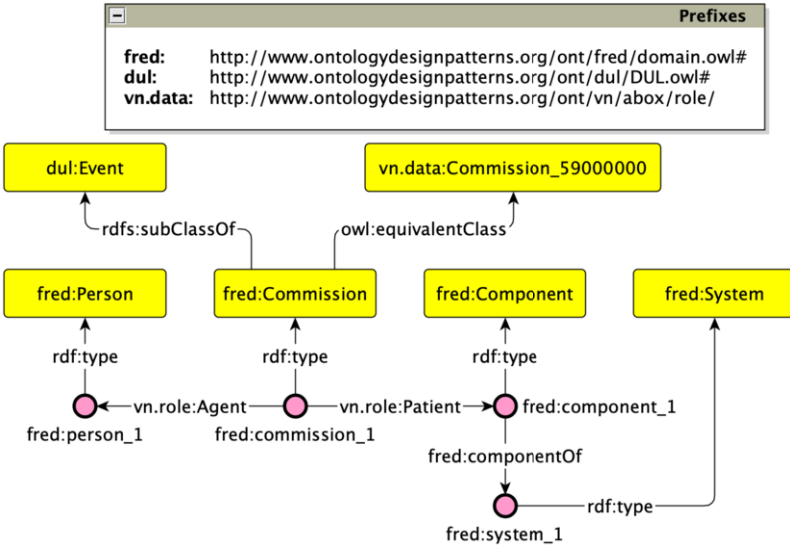 Prefixes
fred: http://www.ontologydesignpatterns.org/ont/fred/domain.owl#
dul: http://www.ontologydesignpatterns.org/ont/dul/DUL.owl#
vn.data: http://www.ontologydesignpatterns.org/ont/vn/abox/role/
dul:Event
vn.data:Commission_59000000
rdfs:subClassOf
owl:equivalentClass
fred:Person
fred:Commission
fred:Component
fred:System
rdf:type
rdf:type
rdf:type
vn.role:Agent
vn.role:Patient
fred:component_1
fred:person_1
fred:commission_1
fred:componentOf
rdf:type
fred:system_1